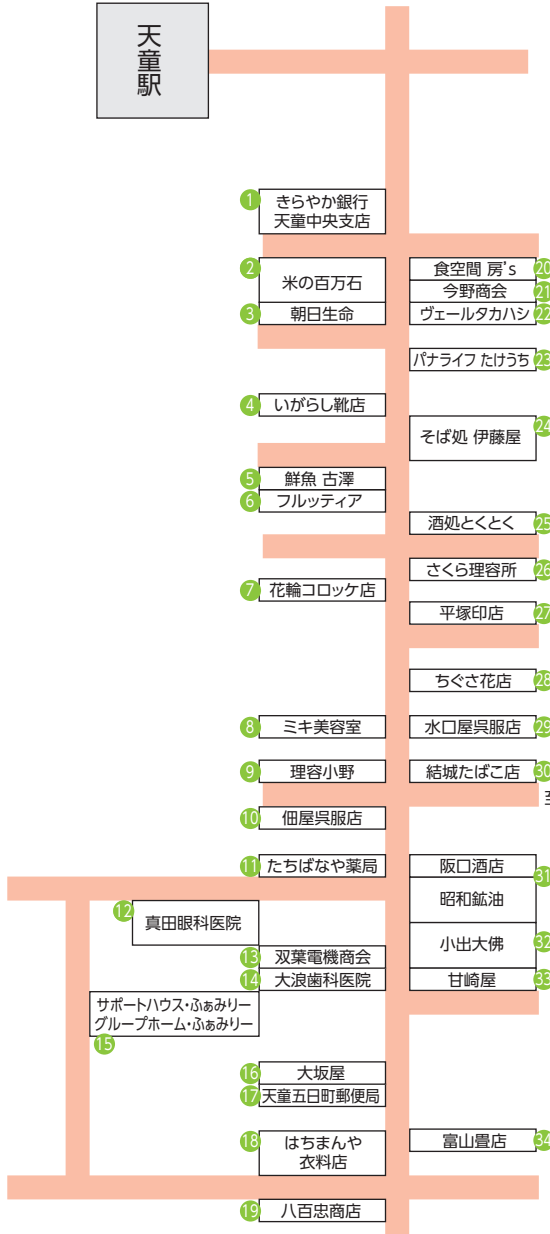 天童駅
1
きらやか銀行
天童中央支店
2
米の百万石
3
朝日生命
4
いがらし靴店
5
鮮魚 古澤
6
フルッティア
7
花輪コロッケ店
8
ミキ美容室
9
理容小野
10
佃屋呉服店
11
たちばなや薬局
12
真田眼科医院
13
双葉電機商会
14
大浪歯科医院
サポートハウス・ふぁみりー
グループホーム・ふぁみりー
15
16
大坂屋
17
天童五日町郵便局
18
はちまんや
衣料店
19
八百忠商店
食空間 房's
20
今野商会
21
ヴェールタカハシ
22
パナライフ たけうち
23
そば処 伊藤屋
24
酒処とくとく
25
さくら理容所
26
平塚印店
27
ちぐさ花店
28
水口屋呉服店
29
結城たばこ店
30
至
阪口酒店
31
昭和鉱油
小出大佛
32
甘崎屋
33
富山畳店
34